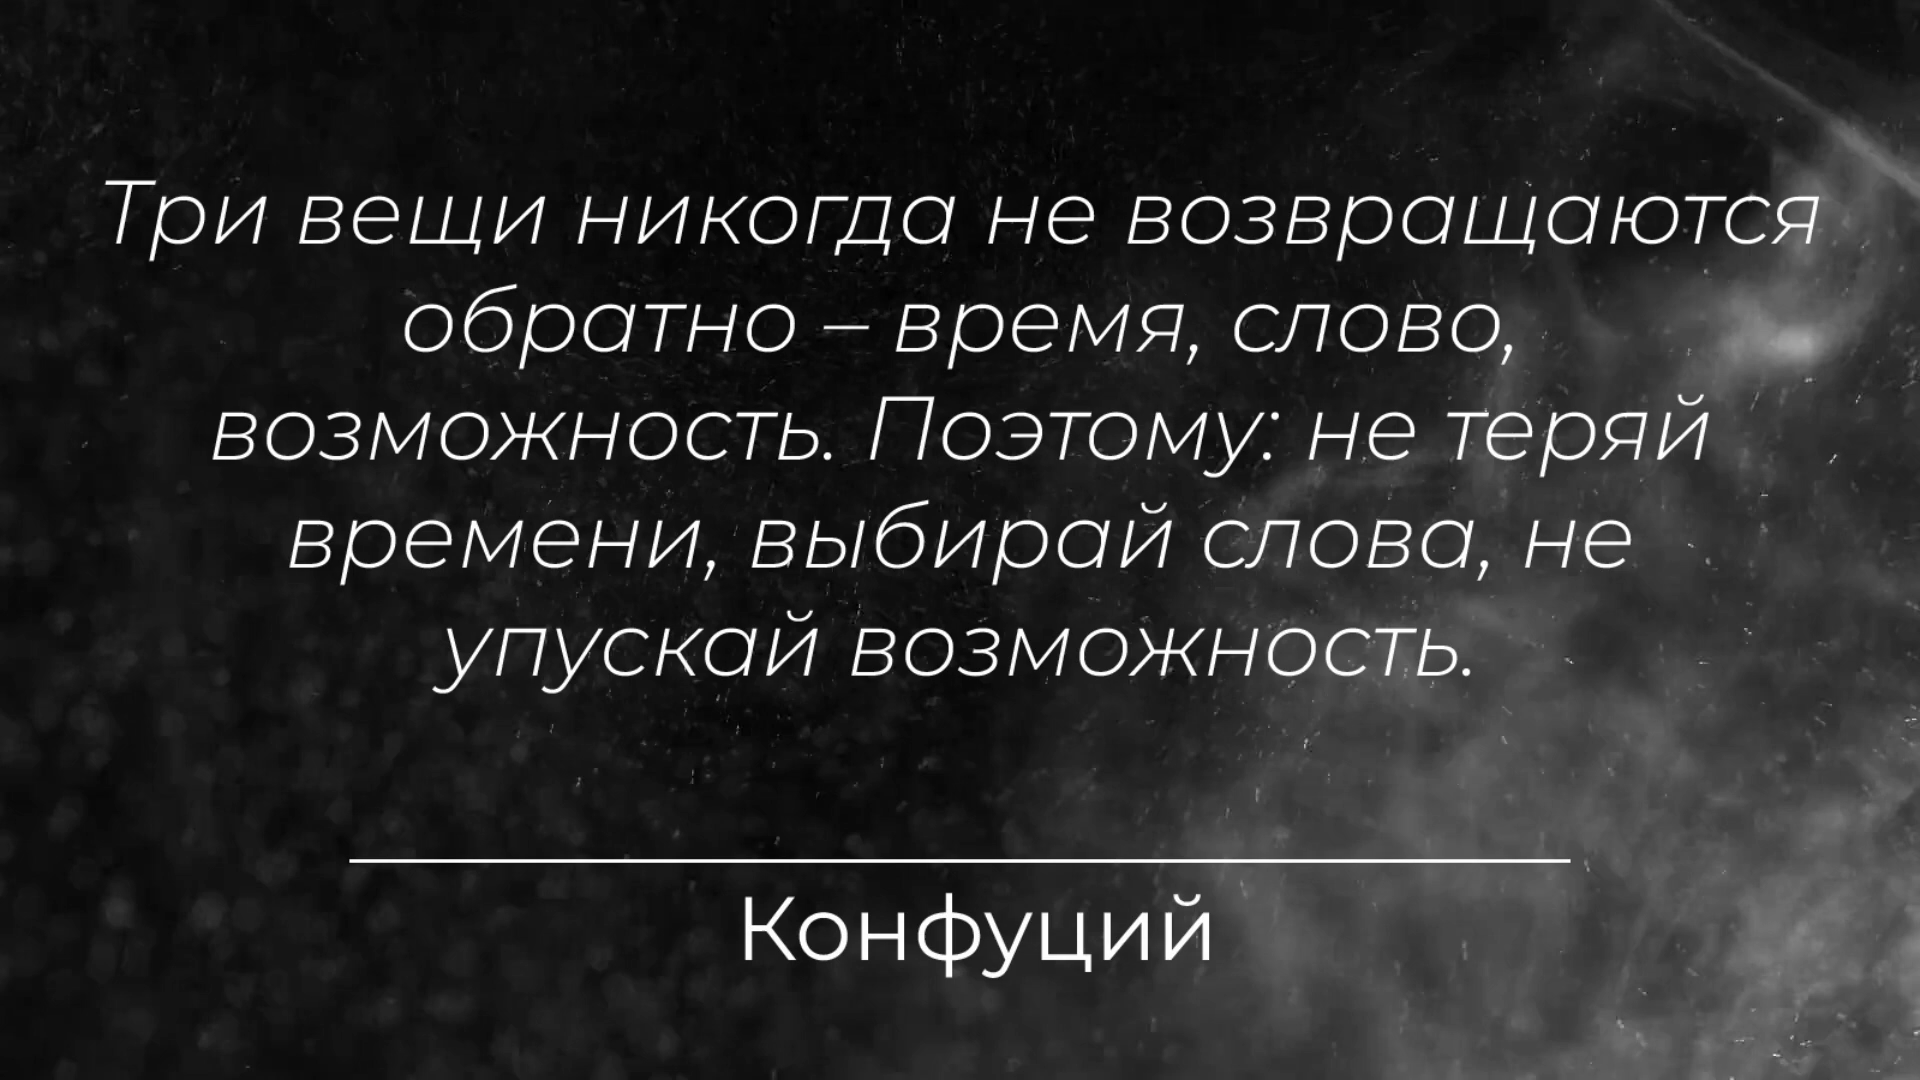 Три вещи никогда не возвращаются
обратно – время, слово,
возможность. Поэтому: не теряй
времени, выбирай слова, не
упускай возможность.
Конфуций